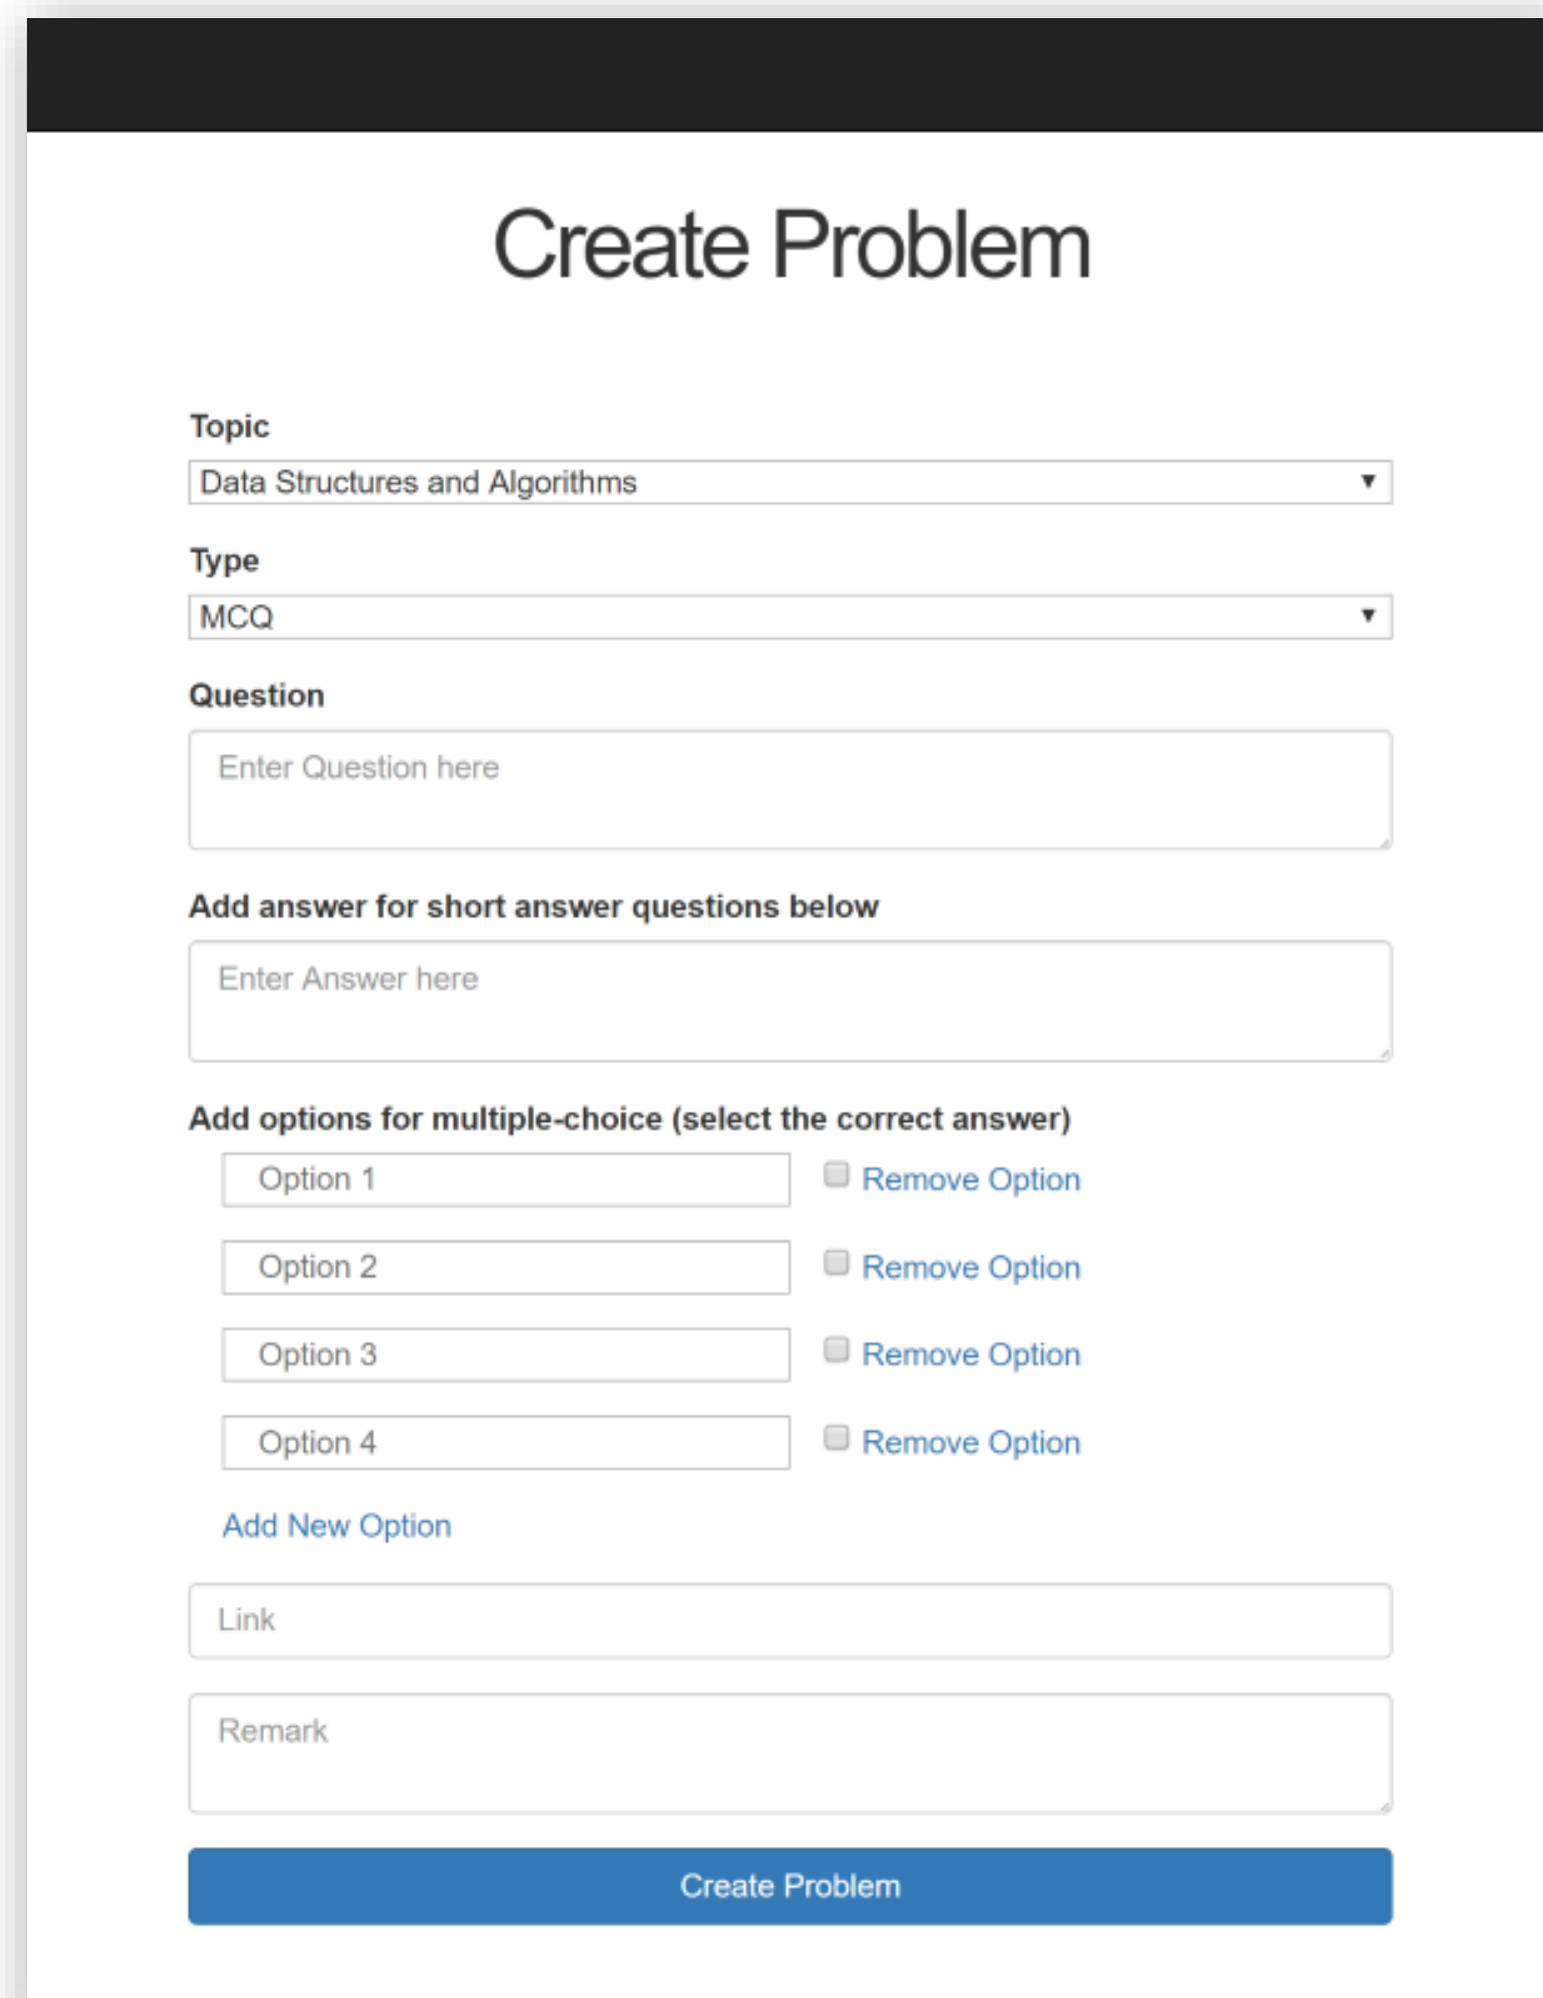 Create Problem
Topic
Data Structures and Algorithms
Type
MCQ
Question
Enter Question here
Add answer for short answer questions below
Enter Answer here
Add options for multiple-choice (select the correct answer)
Option 1 Remove Option
Option 2 Remove Option
Option 3 Remove Option
Option 4 Remove Option
Add New Option
Link
Remark
Create Problem